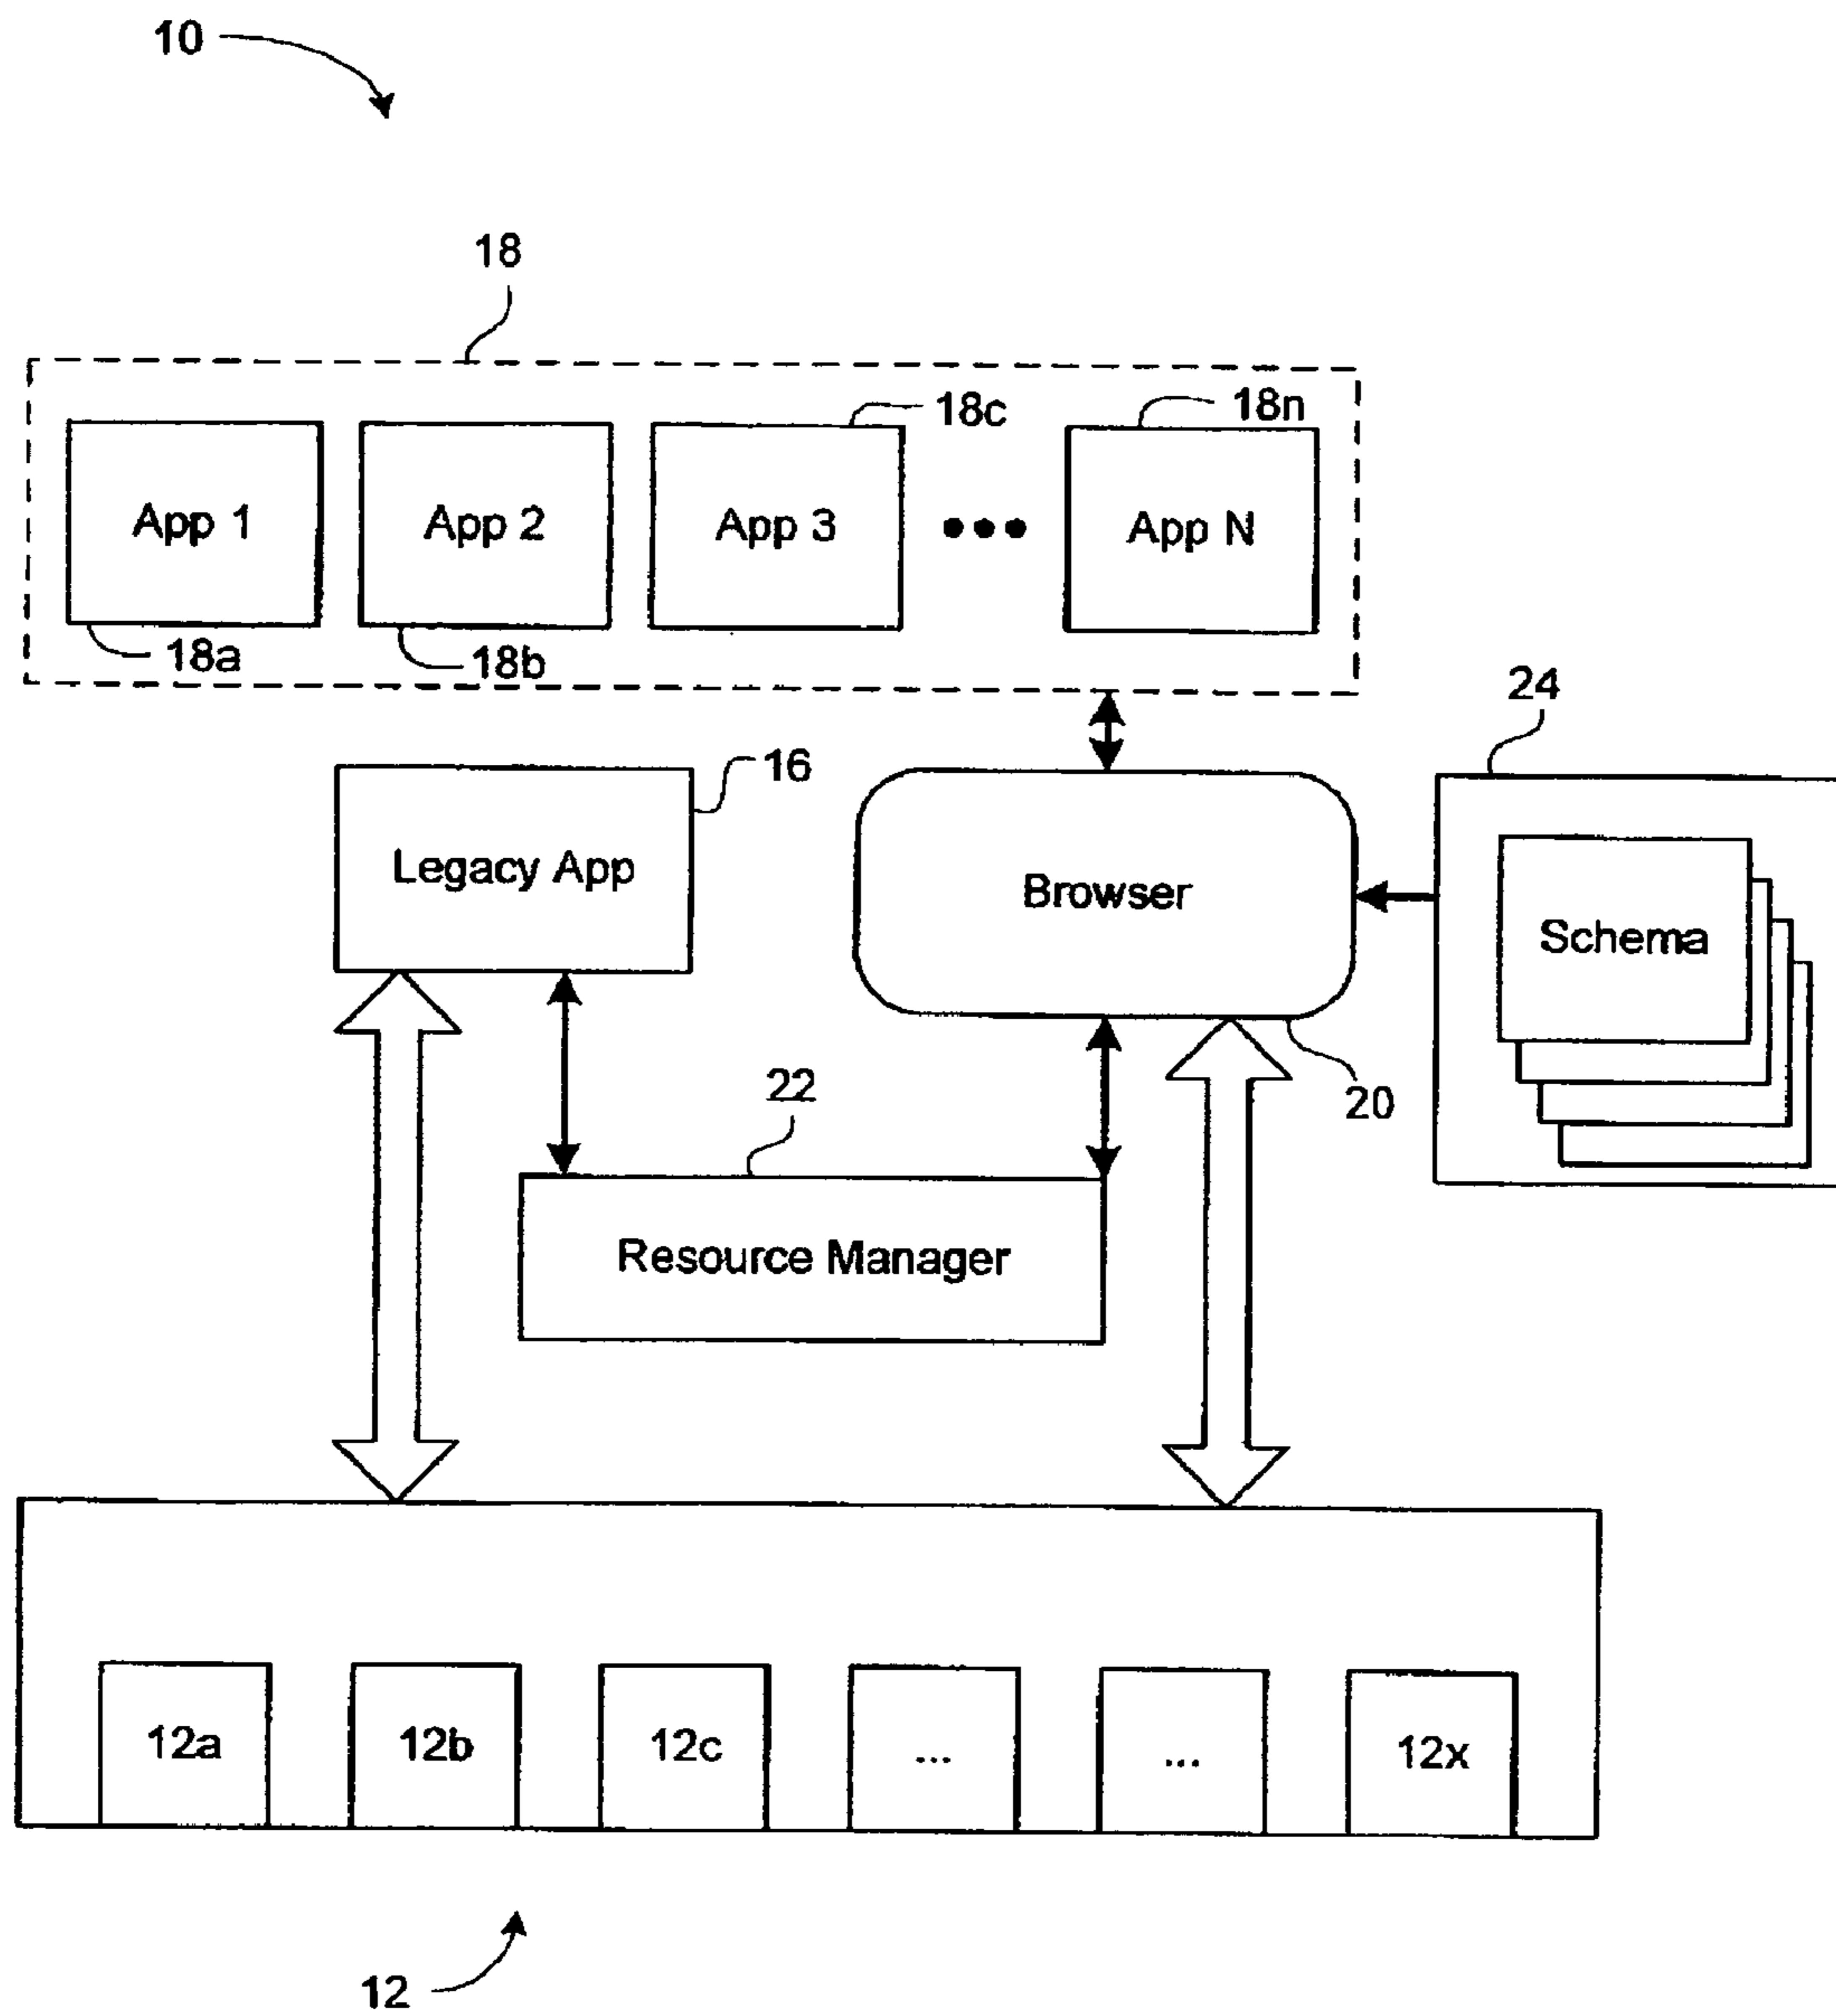 10
18
18c
18n
App 1
App 2
App 3
•••
App N
18a
18b
24
16
Legacy App
Browser
Schema
22
20
Resource Manager
12a
12b
12c
...
...
12x
12